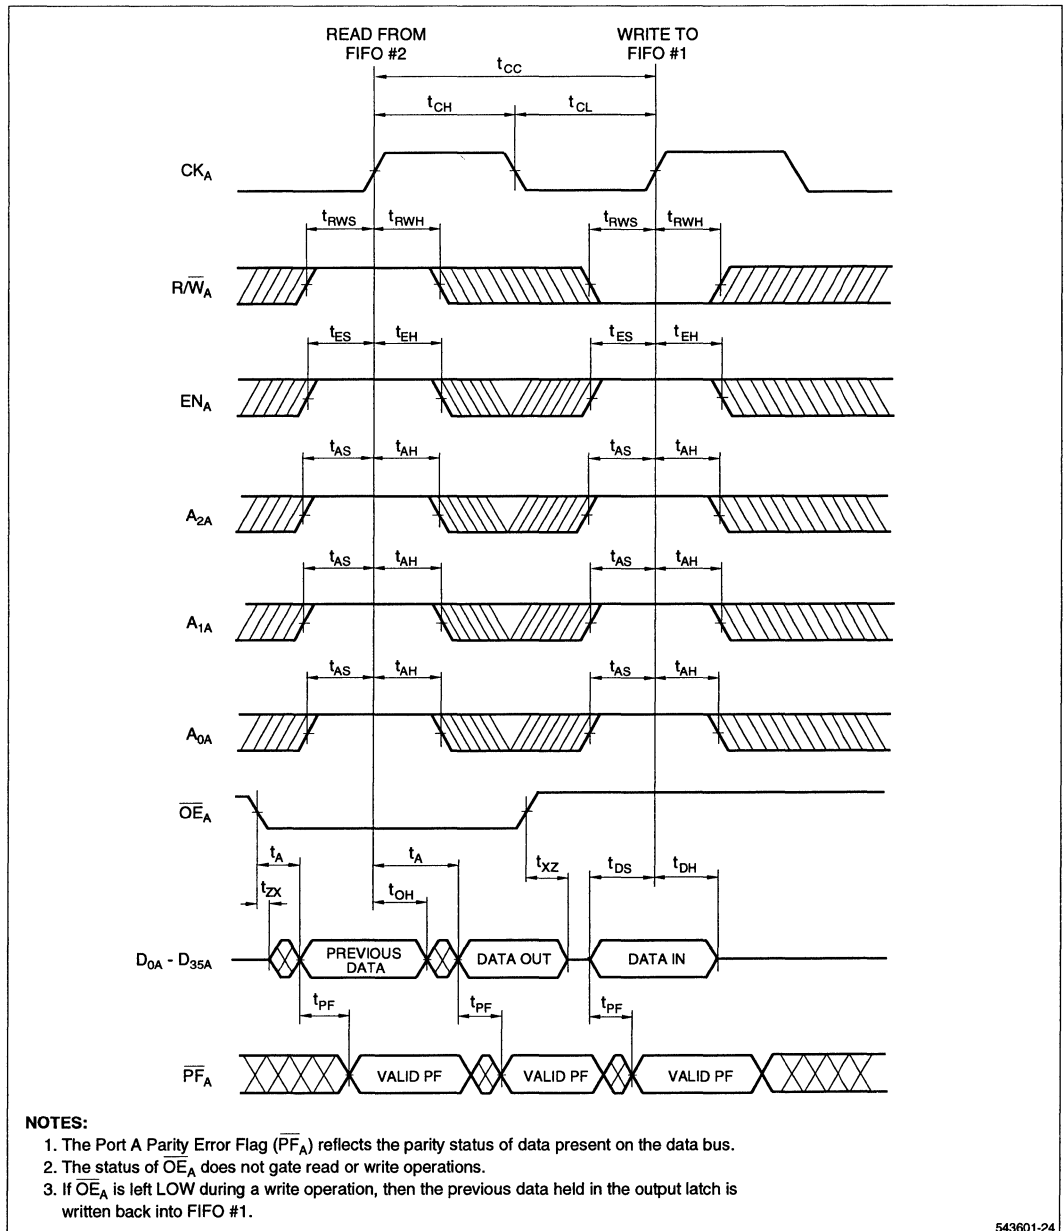 READ FROM
FIFO #2
WRITE TO
FIFO #1
tCC
tCH
tCL
CKA
tRWS
tRWH
tRWS
tRWH
R/W̅A
tES
tEH
tES
tEH
ENA
tAS
tAH
tAS
tAH
A2A
tAS
tAH
tAS
tAH
A1A
tAS
tAH
tAS
tAH
A0A
O̅E̅A
tA
tA
tXZ
tDS
tDH
tZX
tOH
D0A - D35A
PREVIOUS
DATA
DATA OUT
DATA IN
tPF
tPF
tPF
P̅F̅A
VALID PF
VALID PF
VALID PF
NOTES:
1. The Port A Parity Error Flag (P̅F̅A) reflects the parity status of data present on the data bus.
2. The status of O̅E̅A does not gate read or write operations.
3. If O̅E̅A is left LOW during a write operation, then the previous data held in the output latch is
written back into FIFO #1.
543601-24